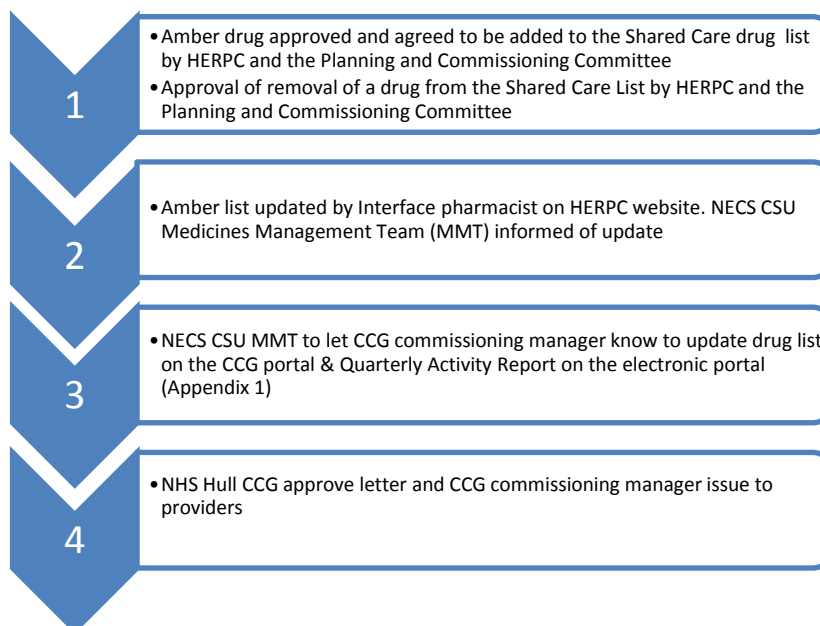 1
•Amber drug approved and agreed to be added to the Shared Care drug list
by HERPC and the Planning and Commissioning Committee
•Approval of removal of a drug from the Shared Care List by HERPC and the
Planning and Commissioning Committee
2
•Amber list updated by Interface pharmacist on HERPC website. NECS CSU
Medicines Management Team (MMT) informed of update
3
•NECS CSU MMT to let CCG commissioning manager know to update drug list
on the CCG portal & Quarterly Activity Report on the electronic portal
(Appendix 1)
4
•NHS Hull CCG approve letter and CCG commissioning manager issue to
providers